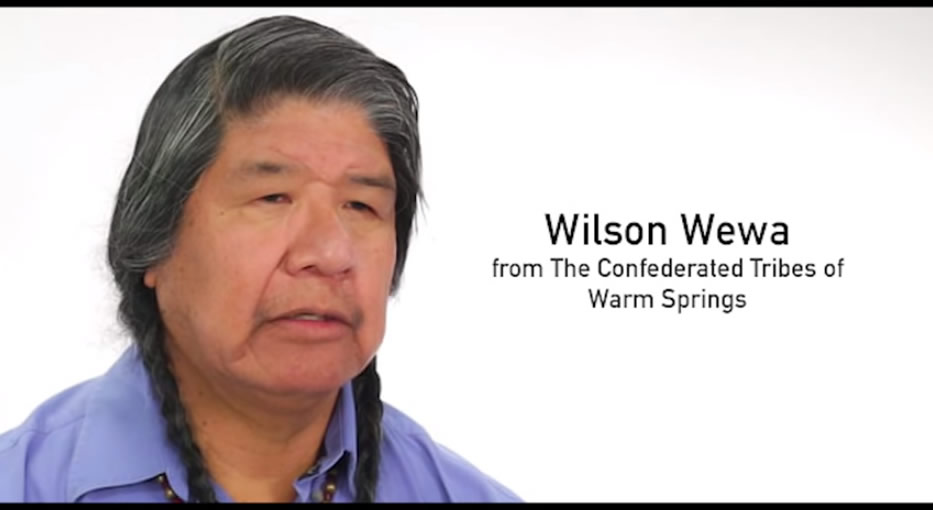 Wilson Wewa
from The Confederated Tribes of
Warm Springs